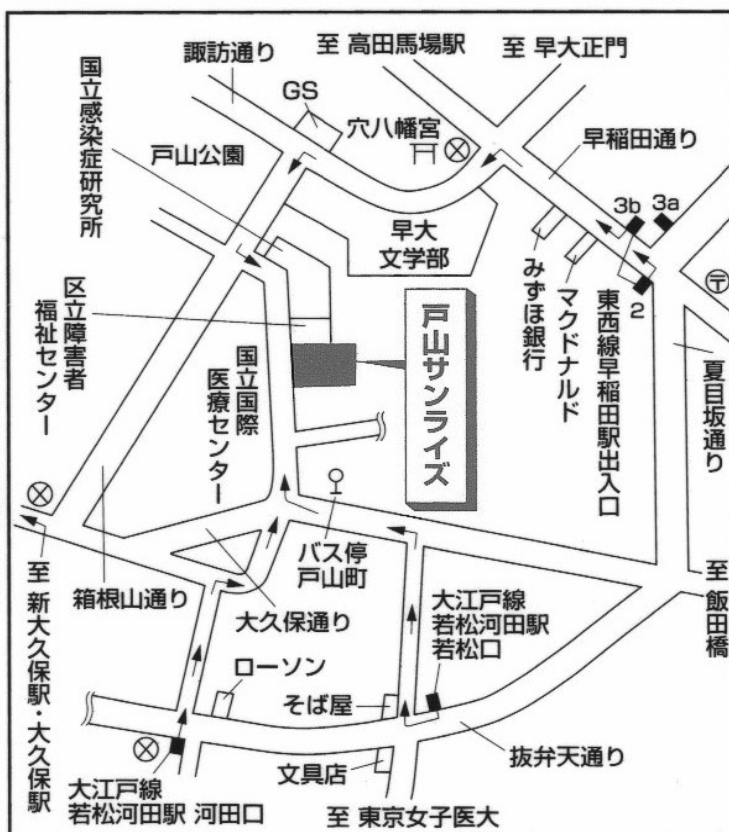 諏訪通り
至 高田馬場駅
至 早大正門
国立感染症研究所
GS
穴八幡宮
早稲田通り
戸山公園
3b
3a
早大
文学部
みずほ銀行
マクドナルド
東西線早稲田駅出入口
2
〒
夏目坂通り
区立障害者
福祉センター
国立国際
医療センター
戸山サンライズ
バス停
戸山町
至 新大久保駅・大久保駅
箱根山通り
大久保通り
大江戸線
若松河田駅
若松口
至 飯田橋
ローソン
そば屋
抜弁天通り
文具店
大江戸線
若松河田駅 河田口
至 東京女子医大